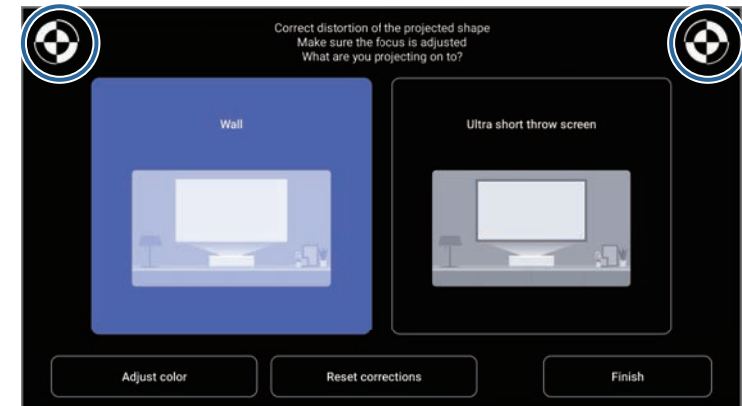 Correct distortion of the projected shape
Make sure the focus is adjusted
What are you projecting on to?
Wall
Ultra short throw screen
Adjust color
Reset corrections
Finish